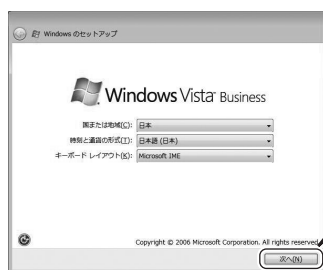 Windows のセットアップ
Windows Vista™ Business
国または地域(C): 日本
時刻と通貨の形式(T): 日本語 (日本)
キーボード レイアウト(K): Microsoft IME
Copyright © 2006 Microsoft Corporation. All rights reserved.
次へ(N)